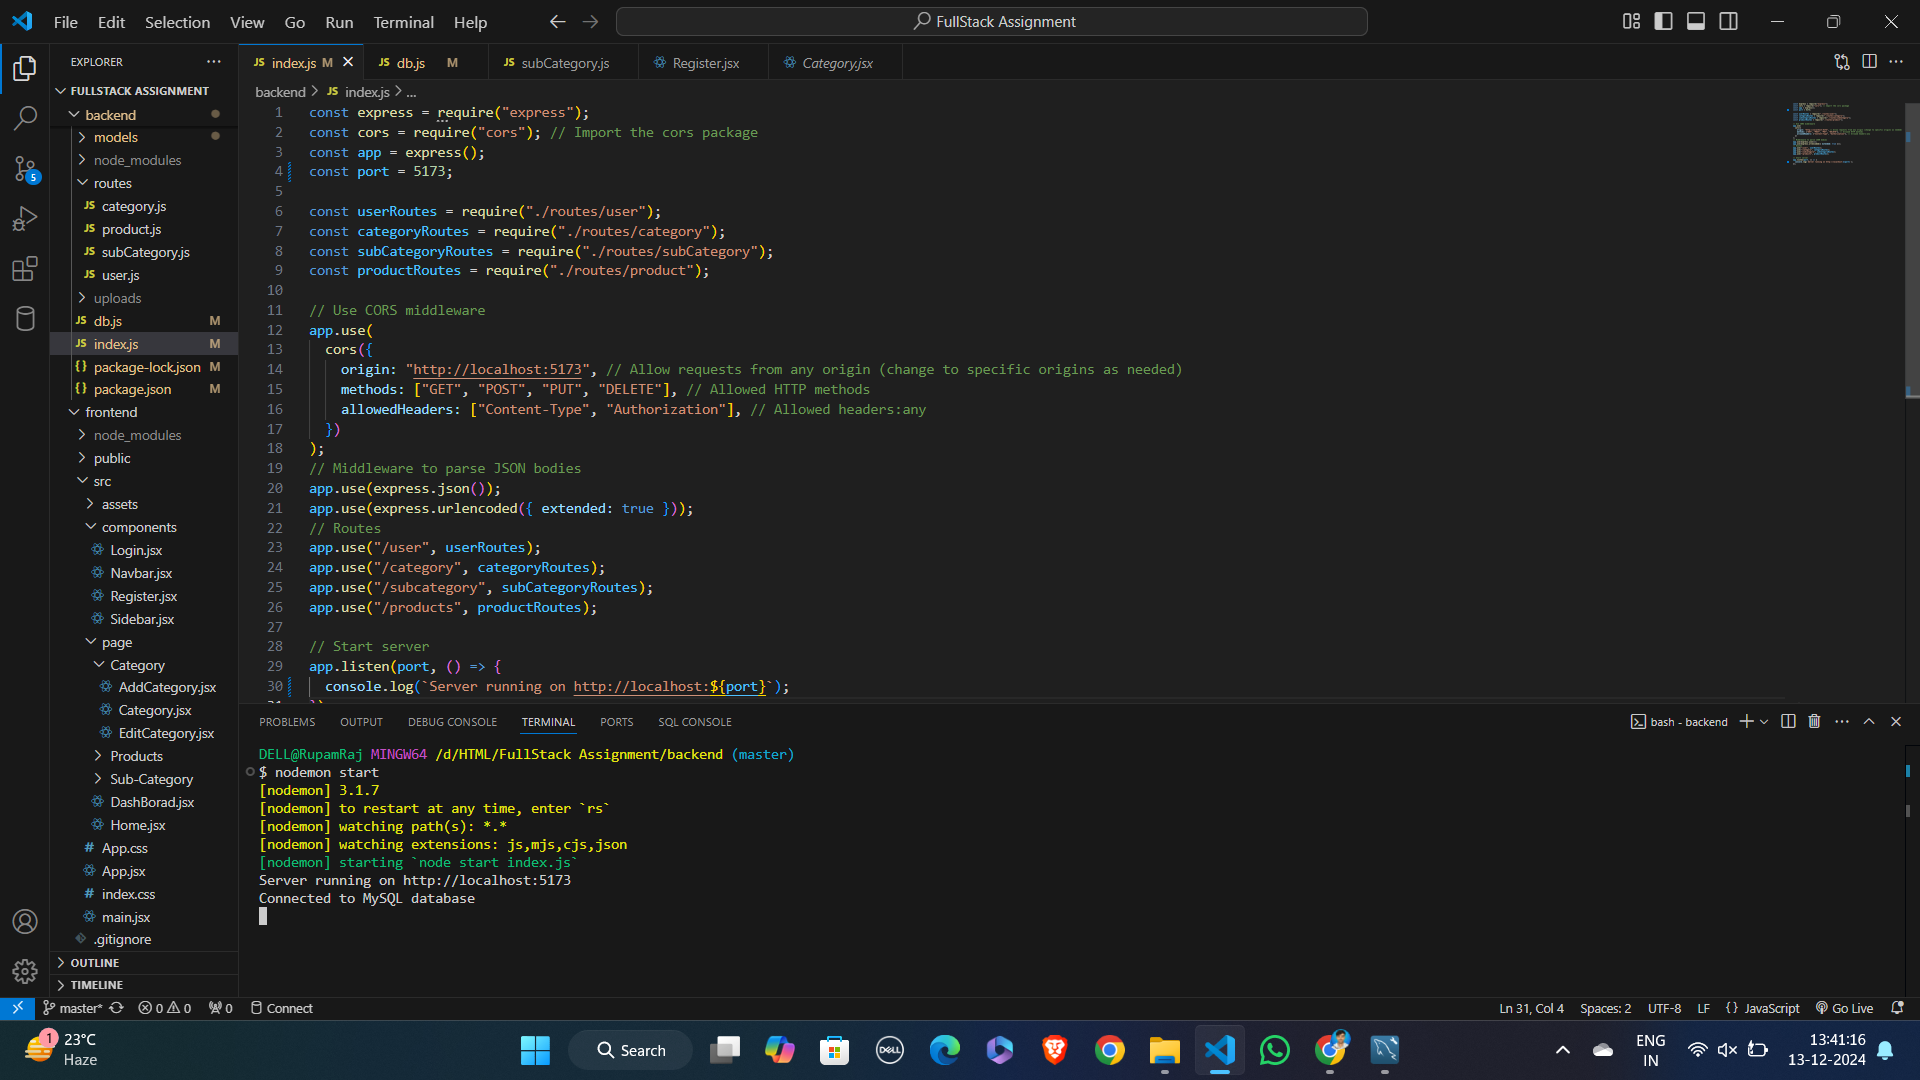 File Edit Selection View Go Run Terminal Help
FullStack Assignment
EXPLORER
FULLSTACK ASSIGNMENT
backend
models
node_modules
routes
JS category.js
JS product.js
JS subCategory.js
JS user.js
uploads
JS db.js M
JS index.js M
{} package-lock.json M
{} package.json M
frontend
node_modules
public
src
assets
components
Login.jsx
Navbar.jsx
Register.jsx
Sidebar.jsx
page
Category
AddCategory.jsx
Category.jsx
EditCategory.jsx
Products
Sub-Category
DashBorad.jsx
Home.jsx
# App.css
App.jsx
# index.css
main.jsx
.gitignore
OUTLINE
TIMELINE
5
JS index.js M
JS db.js M
JS subCategory.js
Register.jsx
Category.jsx
backend > JS index.js > ...
1 const express = require("express");
2 const cors = require("cors"); // Import the cors package
3 const app = express();
4 const port = 5173;
5
6 const userRoutes = require("./routes/user");
7 const categoryRoutes = require("./routes/category");
8 const subCategoryRoutes = require("./routes/subCategory");
9 const productRoutes = require("./routes/product");
10
11 // Use CORS middleware
12 app.use(
13 cors({
14 origin: "http://localhost:5173", // Allow requests from any origin (change to specific origins as needed)
15 methods: ["GET", "POST", "PUT", "DELETE"], // Allowed HTTP methods
16 allowedHeaders: ["Content-Type", "Authorization"], // Allowed headers:any
17 })
18 );
19 // Middleware to parse JSON bodies
20 app.use(express.json());
21 app.use(express.urlencoded({ extended: true }));
22 // Routes
23 app.use("/user", userRoutes);
24 app.use("/category", categoryRoutes);
25 app.use("/subcategory", subCategoryRoutes);
26 app.use("/products", productRoutes);
27
28 // Start server
29 app.listen(port, () => {
30 console.log(`Server running on http://localhost:${port}`);
PROBLEMS OUTPUT DEBUG CONSOLE TERMINAL PORTS SQL CONSOLE
bash - backend
DELL@RupamRaj MINGW64 /d/HTML/FullStack Assignment/backend (master)
$ nodemon start
[nodemon] 3.1.7
[nodemon] to restart at any time, enter `rs`
[nodemon] watching path(s): *.*
[nodemon] watching extensions: js,mjs,cjs,json
[nodemon] starting `node start index.js`
Server running on http://localhost:5173
Connected to MySQL database
master* 0 0 0 Connect
Ln 31, Col 4 Spaces: 2 UTF-8 LF {} JavaScript Go Live
1
23°C
Haze
Search
DELL
ENG
IN
13:41:16
13-12-2024